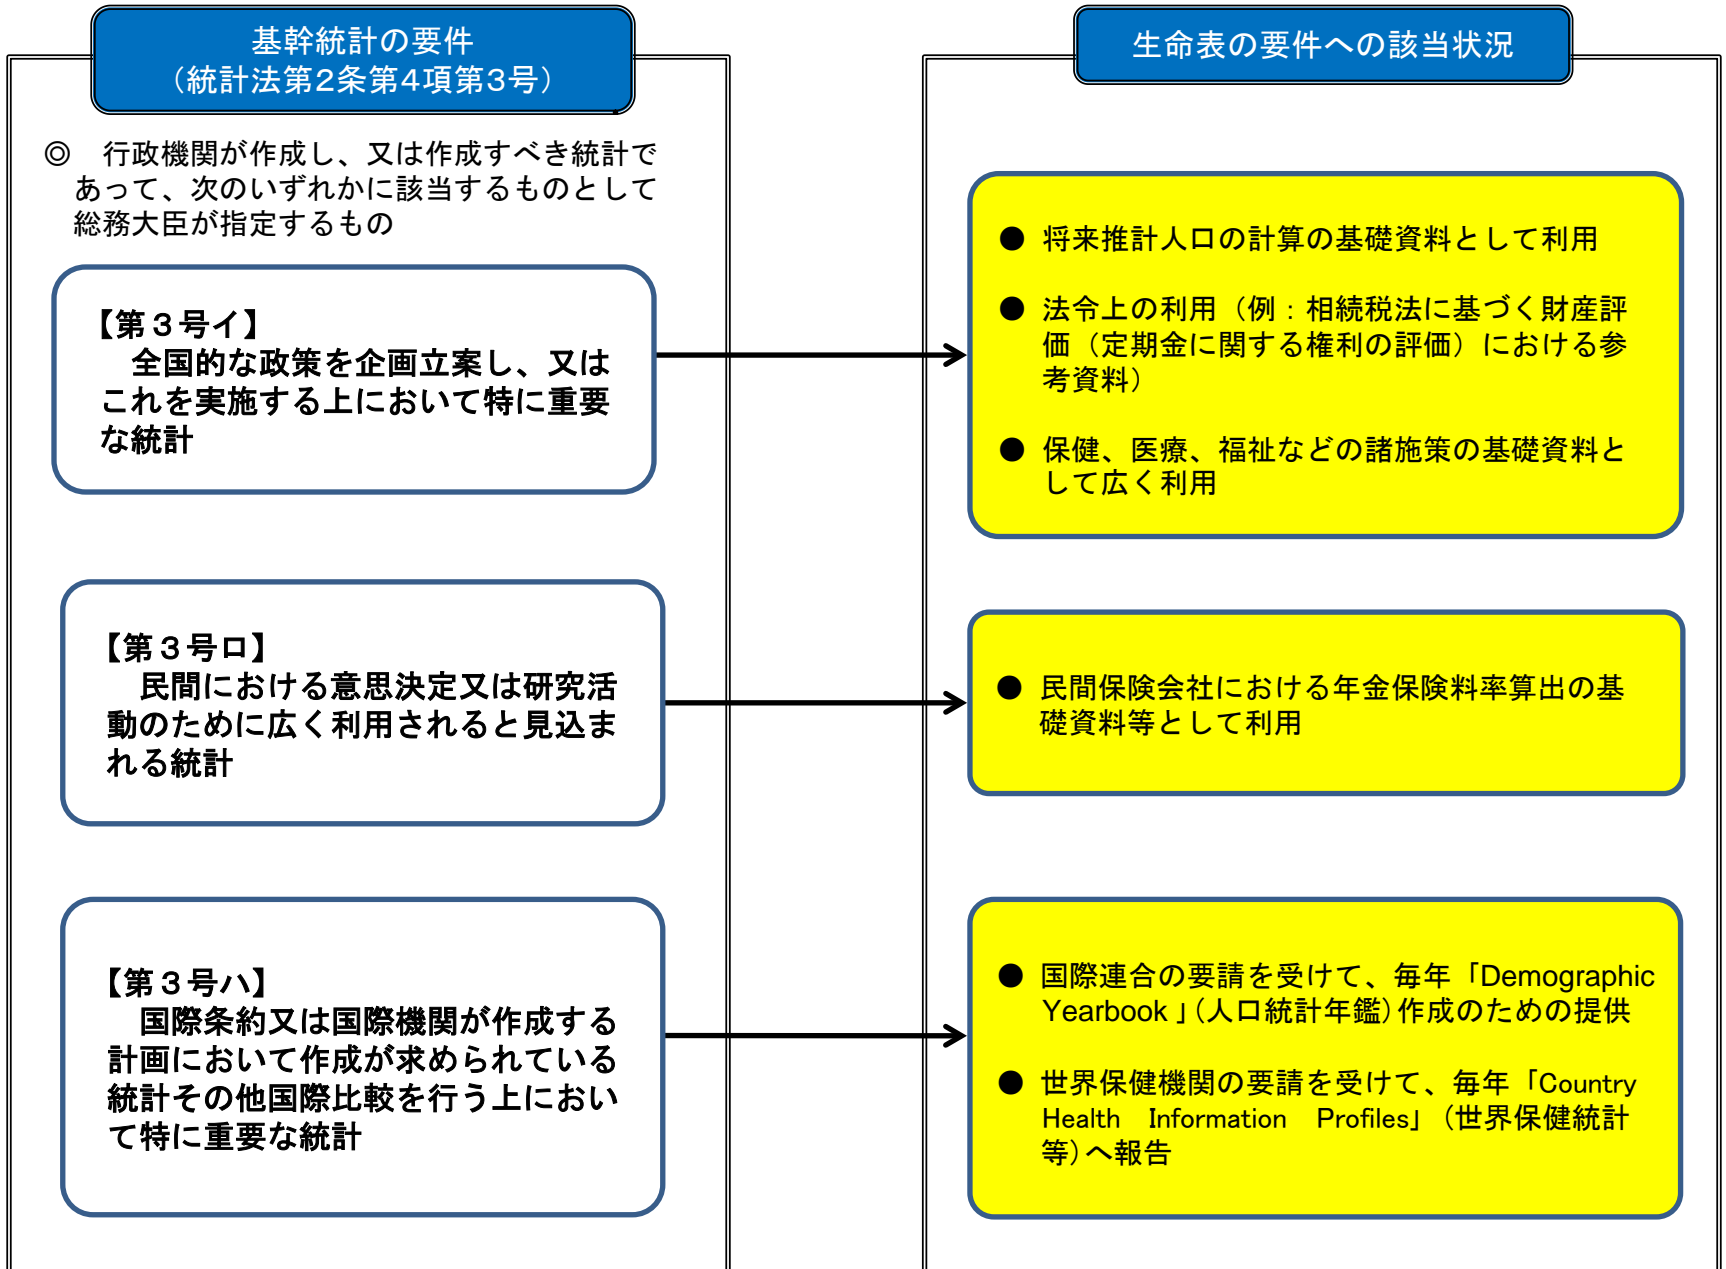 基幹統計の要件
（統計法第2条第4項第3号）
◎　行政機関が作成し、又は作成すべき統計で
あって、次のいずれかに該当するものとして
総務大臣が指定するもの
【第３号イ】
全国的な政策を企画立案し、又は
これを実施する上において特に重要
な統計
【第３号ロ】
民間における意思決定又は研究活
動のために広く利用されると見込ま
れる統計
【第３号ハ】
国際条約又は国際機関が作成する
計画において作成が求められている
統計その他国際比較を行う上におい
て特に重要な統計
生命表の要件への該当状況
● 将来推計人口の計算の基礎資料として利用
● 法令上の利用（例：相続税法に基づく財産評
価（定期金に関する権利の評価）における参
考資料）
● 保健、医療、福祉などの諸施策の基礎資料と
して広く利用
● 民間保険会社における年金保険料率算出の基
礎資料等として利用
● 国際連合の要請を受けて、毎年「Demographic
Yearbook」(人口統計年鑑)作成のための提供
● 世界保健機関の要請を受けて、毎年「Country
Health Information Profiles」（世界保健統計
等)へ報告